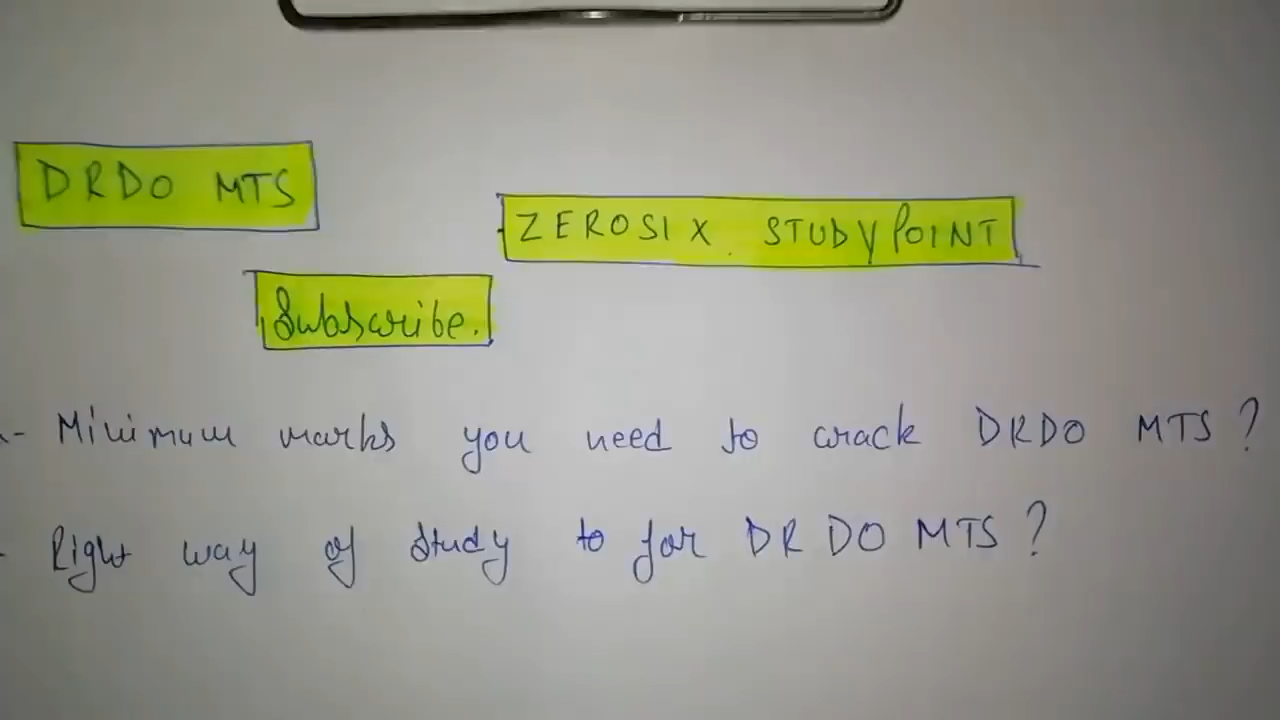 DRDO MTS
ZEROSIX STUDYPOINT
Subscribe.
- Minimum marks you need to crack DRDO MTS ?
- Right way of study to for DRDO MTS ?